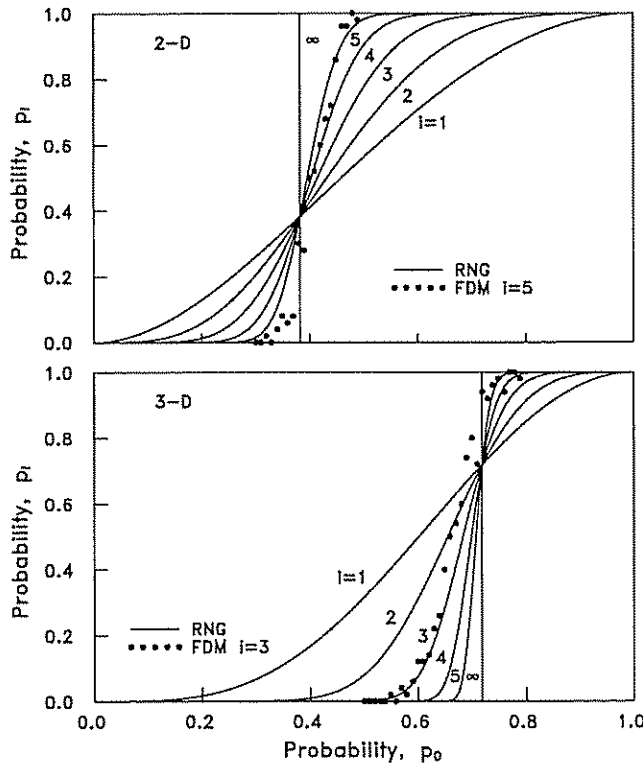 2-D
∞
5
4
3
2
i=1
1.0
0.8
0.6
0.4
0.2
0.0
Probability, pᵢ
RNG
FDM i=5
3-D
i=1
2
3
4
5 ∞
1.0
0.8
0.6
0.4
0.2
0.0
Probability, pᵢ
RNG
FDM i=3
0.0 0.2 0.4 0.6 0.8 1.0
Probability, p₀